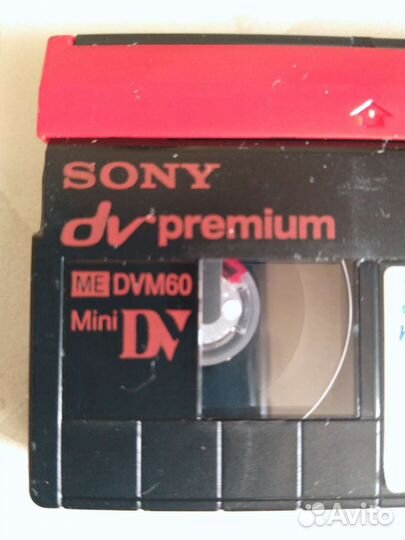 SONY
dv premium
ME DVM60
Mini DV
Avito